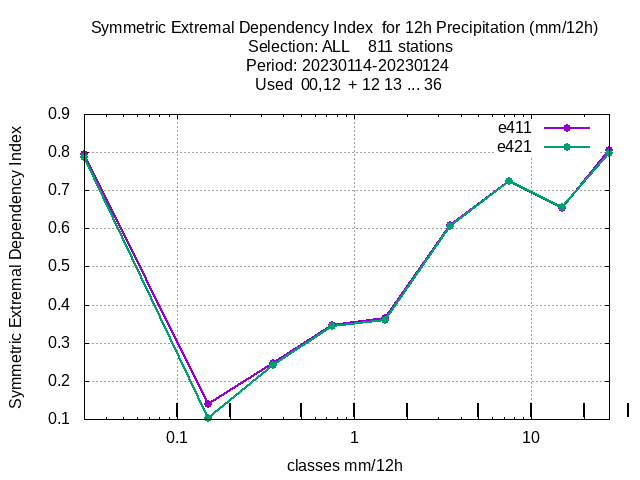 Symmetric Extremal Dependency Index  for 12h Precipitation (mm/12h)
Selection: ALL    811 stations
Period: 20230114-20230124
Used  00,12  + 12 13 ... 36
e411
e421
Symmetric Extremal Dependency Index
0.9
0.8
0.7
0.6
0.5
0.4
0.3
0.2
0.1
0.1 1 10
classes mm/12h